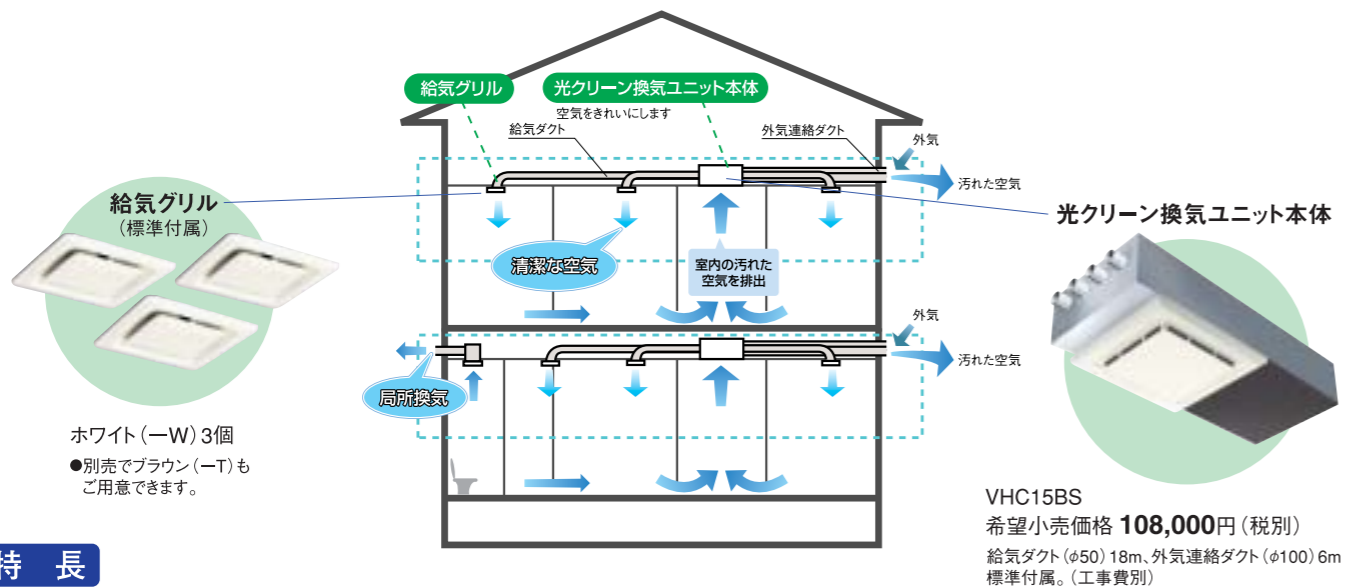 給気グリル
光クリーン換気ユニット本体
空気をきれいにします
給気ダクト
外気連絡ダクト
外気
汚れた空気
給気グリル
(標準付属)
清潔な空気
室内の汚れた
空気を排出
光クリーン換気ユニット本体
外気
汚れた空気
局所換気
ホワイト(ーW)3個
●別売でブラウン(ーT)も
ご用意できます。
VHC15BS
希望小売価格 108,000円(税別)
給気ダクト(φ50)18m、外気連絡ダクト(φ100)6m
標準付属。(工事費別)
特 長